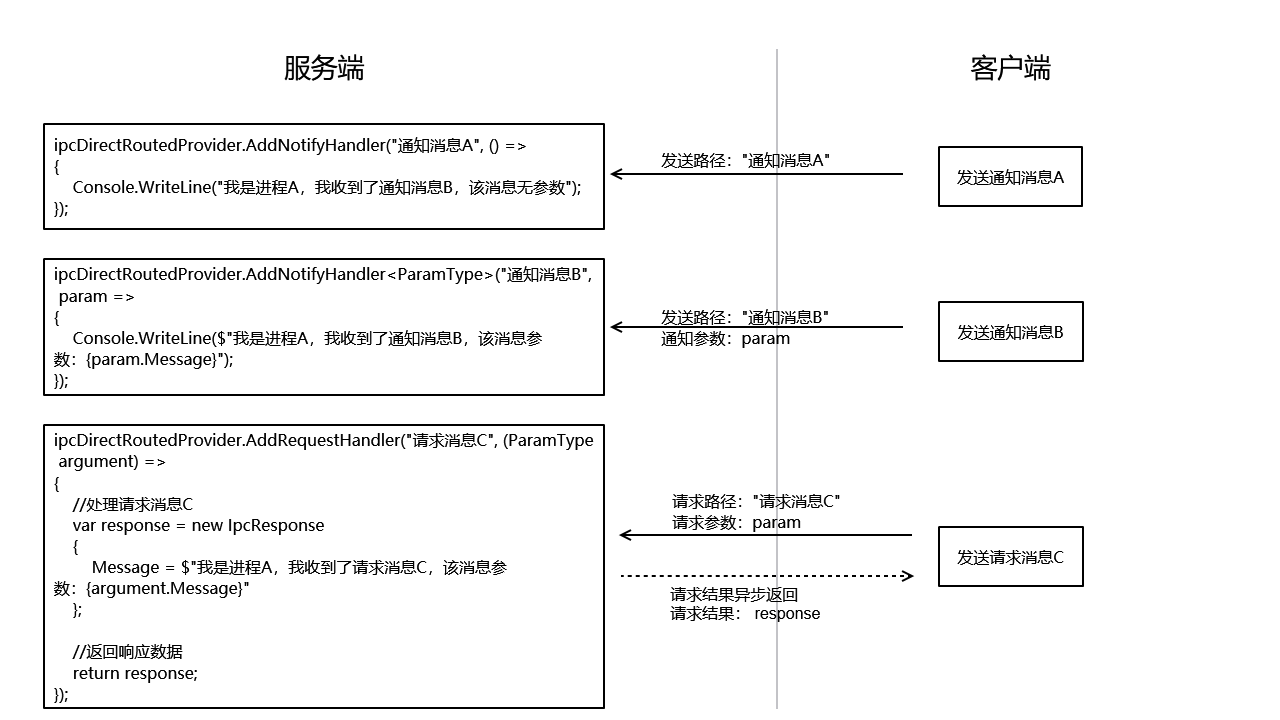 服务端
客户端
ipcDirectRoutedProvider.AddNotifyHandler("通知消息A", () =>
{
Console.WriteLine("我是进程A，我收到了通知消息B，该消息无参数");
});
发送路径："通知消息A"
发送通知消息A
ipcDirectRoutedProvider.AddNotifyHandler<ParamType>("通知消息B",
param =>
{
Console.WriteLine($"我是进程A，我收到了通知消息B，该消息参
数：{param.Message}");
});
发送路径："通知消息B"
通知参数：param
发送通知消息B
ipcDirectRoutedProvider.AddRequestHandler("请求消息C", (ParamType
argument) =>
{
//处理请求消息C
var response = new IpcResponse
{
Message = $"我是进程A，我收到了请求消息C，该消息参
数：{argument.Message}"
};
//返回响应数据
return response;
});
请求路径："请求消息C"
请求参数：param
请求结果异步返回
请求结果： response
发送请求消息C